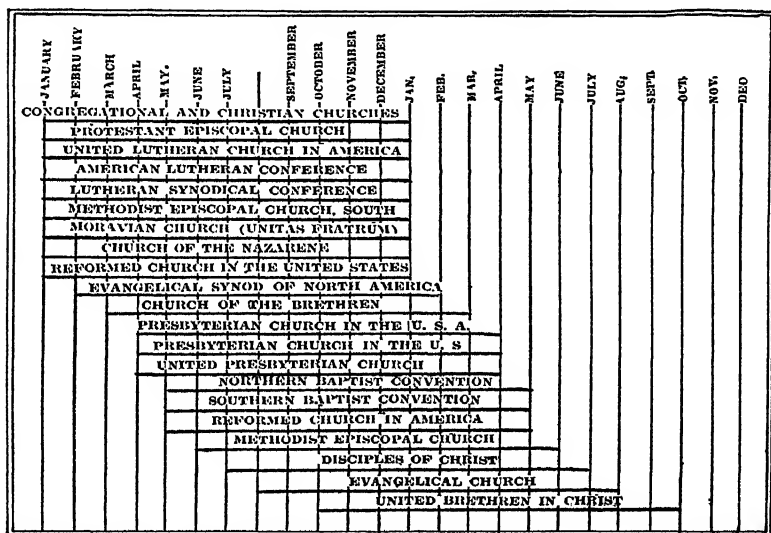 JANUARY
FEBRUARY
MARCH
APRIL
MAY.
JUNE
JULY
SEPTEMBER
OCTOBER
NOVEMBER
DECEMBER
JAN.
FEB.
MAR.
APRIL
MAY
JUNE
JULY
AUG.
SEPT.
OCT.
NOV.
DEC
CONGREGATIONAL AND CHRISTIAN CHURCHES
PROTESTANT EPISCOPAL CHURCH
UNITED LUTHERAN CHURCH IN AMERICA
AMERICAN LUTHERAN CONFERENCE
LUTHERAN SYNODICAL CONFERENCE
METHODIST EPISCOPAL CHURCH, SOUTH
MORAVIAN CHURCH (UNITAS FRATRUM)
CHURCH OF THE NAZARENE
REFORMED CHURCH IN THE UNITED STATES
EVANGELICAL SYNOD OF NORTH AMERICA
CHURCH OF THE BRETHREN
PRESBYTERIAN CHURCH IN THE U. S. A.
PRESBYTERIAN CHURCH IN THE U. S
UNITED PRESBYTERIAN CHURCH
NORTHERN BAPTIST CONVENTION
SOUTHERN BAPTIST CONVENTION
REFORMED CHURCH IN AMERICA
METHODIST EPISCOPAL CHURCH
DISCIPLES OF CHRIST
EVANGELICAL CHURCH
UNITED BRETHREN IN CHRIST